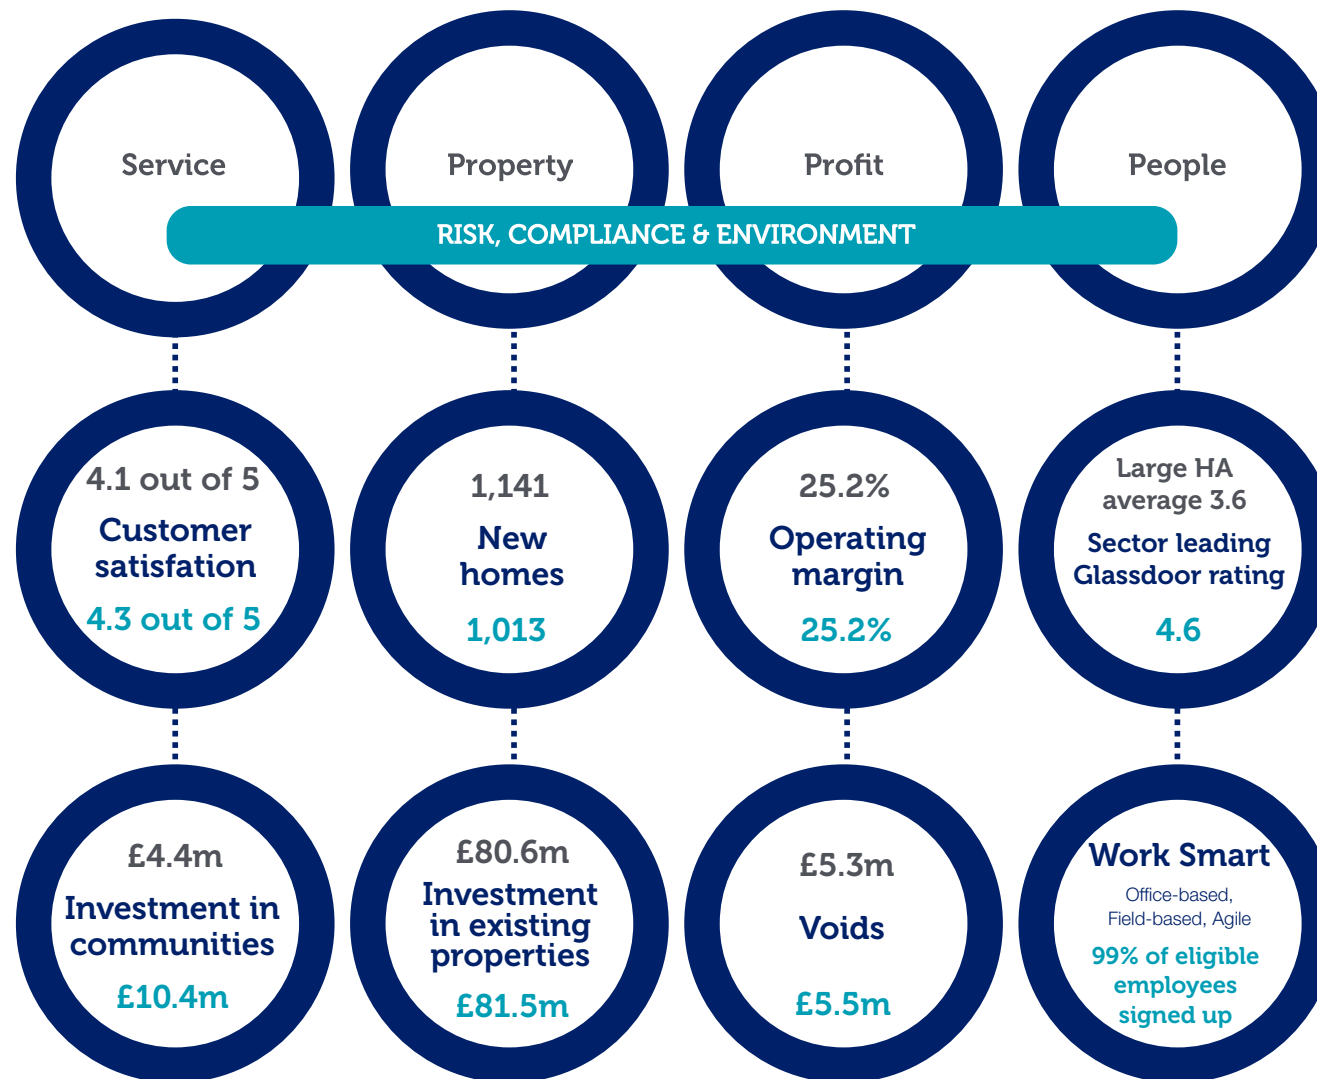 Service
Property
Profit
People
RISK, COMPLIANCE & ENVIRONMENT
4.1 out of 5
Customer
satisfation
4.3 out of 5
1,141
New
homes
1,013
25.2%
Operating
margin
25.2%
Large HA
average 3.6
Sector leading
Glassdoor rating
4.6
£4.4m
Investment in
communities
£10.4m
£80.6m
Investment
in existing
properties
£81.5m
£5.3m
Voids
£5.5m
Work Smart
Office-based,
Field-based, Agile
99% of eligible
employees
signed up